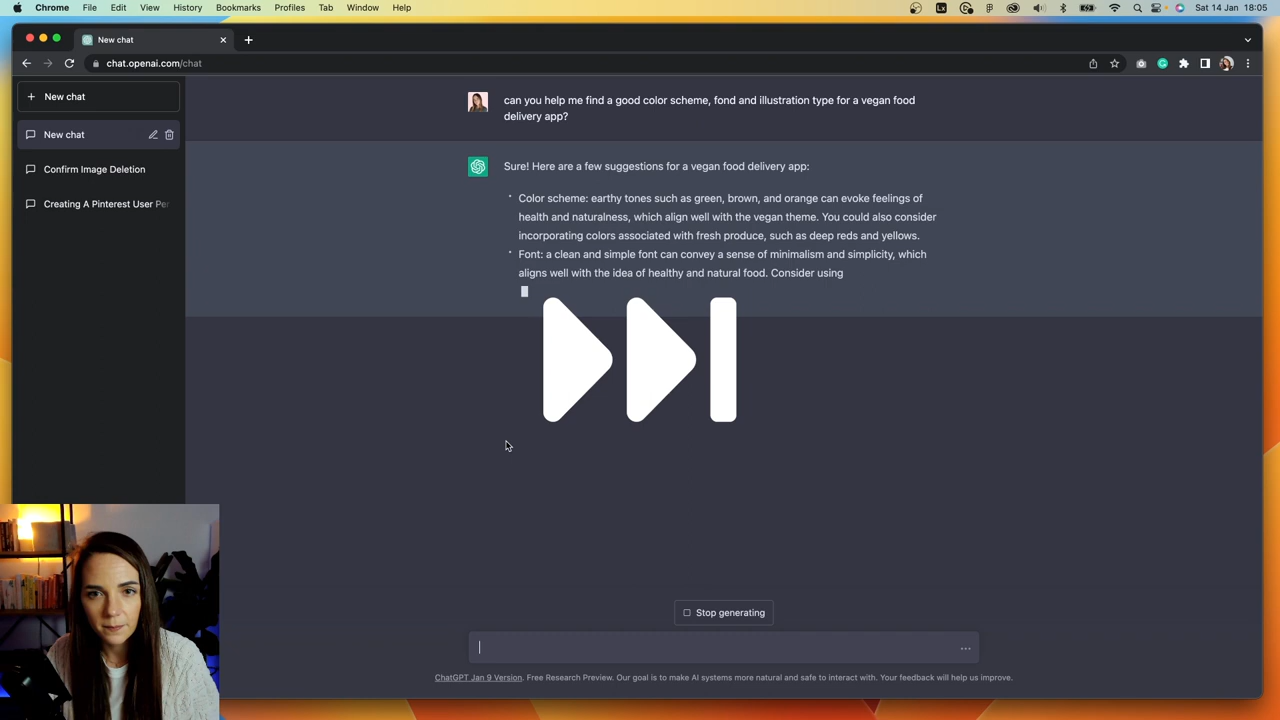 Chrome File Edit View History Bookmarks Profiles Tab Window Help Sat 14 Jan 18:05
New chat
chat.openai.com/chat
New chat
New chat
Confirm Image Deletion
Creating A Pinterest User Per
can you help me find a good color scheme, fond and illustration type for a vegan food
delivery app?
Sure! Here are a few suggestions for a vegan food delivery app:
Color scheme: earthy tones such as green, brown, and orange can evoke feelings of
health and naturalness, which align well with the vegan theme. You could also consider
incorporating colors associated with fresh produce, such as deep reds and yellows.
Font: a clean and simple font can convey a sense of minimalism and simplicity, which
aligns well with the idea of healthy and natural food. Consider using
Stop generating
ChatGPT Jan 9 Version. Free Research Preview. Our goal is to make AI systems more natural and safe to interact with. Your feedback will help us improve.